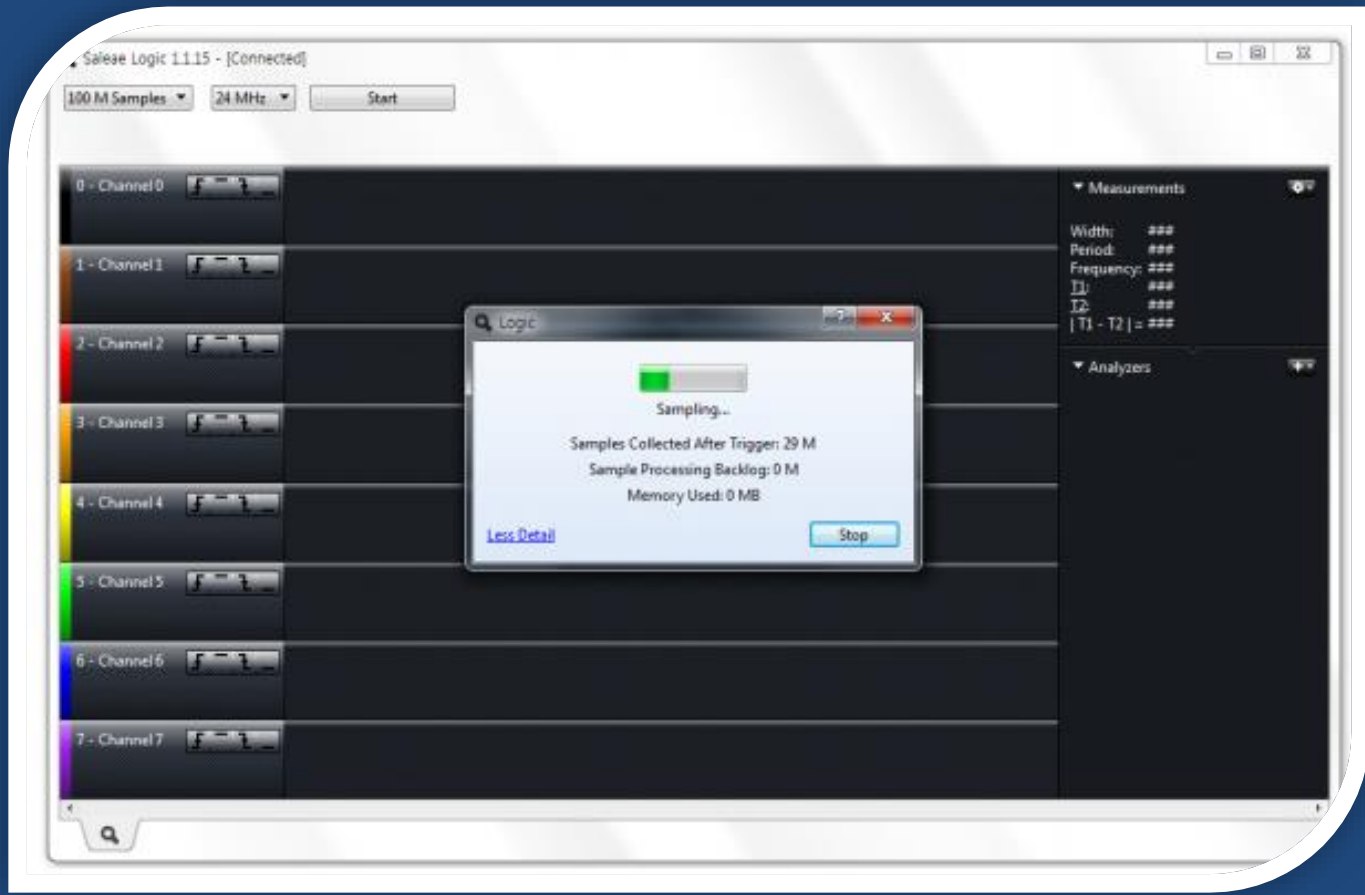 Saleae Logic 1.1.15 - [Connected]
100 M Samples 24 MHz Start
0 - Channel 0
1 - Channel 1
2 - Channel 2
3 - Channel 3
4 - Channel 4
5 - Channel 5
6 - Channel 6
7 - Channel 7
Logic
Sampling...
Samples Collected After Trigger: 29 M
Sample Processing Backlog: 0 M
Memory Used: 0 MB
Less Detail
Stop
Measurements
Width: ###
Period: ###
Frequency: ###
T1: ###
T2: ###
| T1 - T2 | = ###
Analyzers